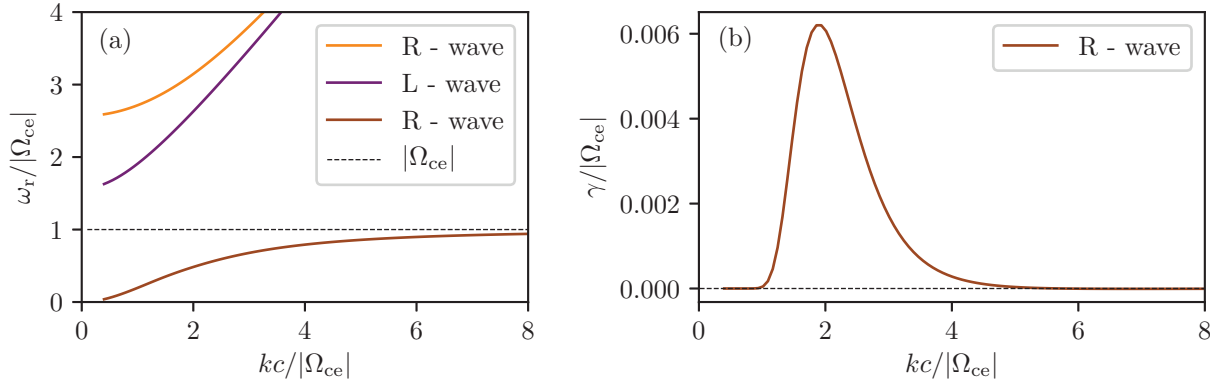 (a)
4
3
2
1
0
ωr/|Ωce|
R - wave
L - wave
R - wave
|Ωce|
0
2
4
6
8
kc/|Ωce|
(b)
0.006
0.004
0.002
0.000
γ/|Ωce|
R - wave
0
2
4
6
8
kc/|Ωce|